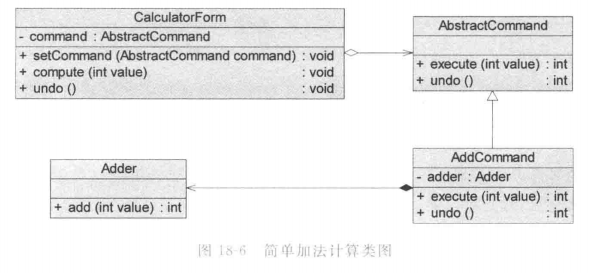 CalculatorForm
- command : AbstractCommand
+ setCommand (AbstractCommand command) : void
+ compute (int value) : void
+ undo () : void
AbstractCommand
+ execute (int value) : int
+ undo () : int
Adder
+ add (int value) : int
AddCommand
- adder : Adder
+ execute (int value) : int
+ undo () : int
图 18-6 简单加法计算类图